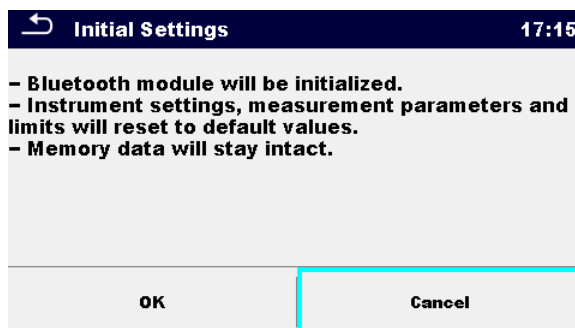 Initial Settings 17:15
– Bluetooth module will be initialized.
– Instrument settings, measurement parameters and
limits will reset to default values.
– Memory data will stay intact.
OK Cancel